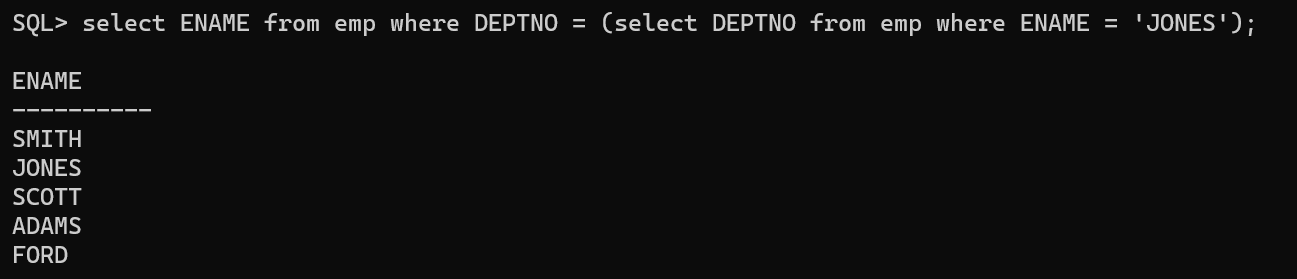 SQL> select ENAME from emp where DEPTNO = (select DEPTNO from emp where ENAME = 'JONES');
ENAME
----------
SMITH
JONES
SCOTT
ADAMS
FORD